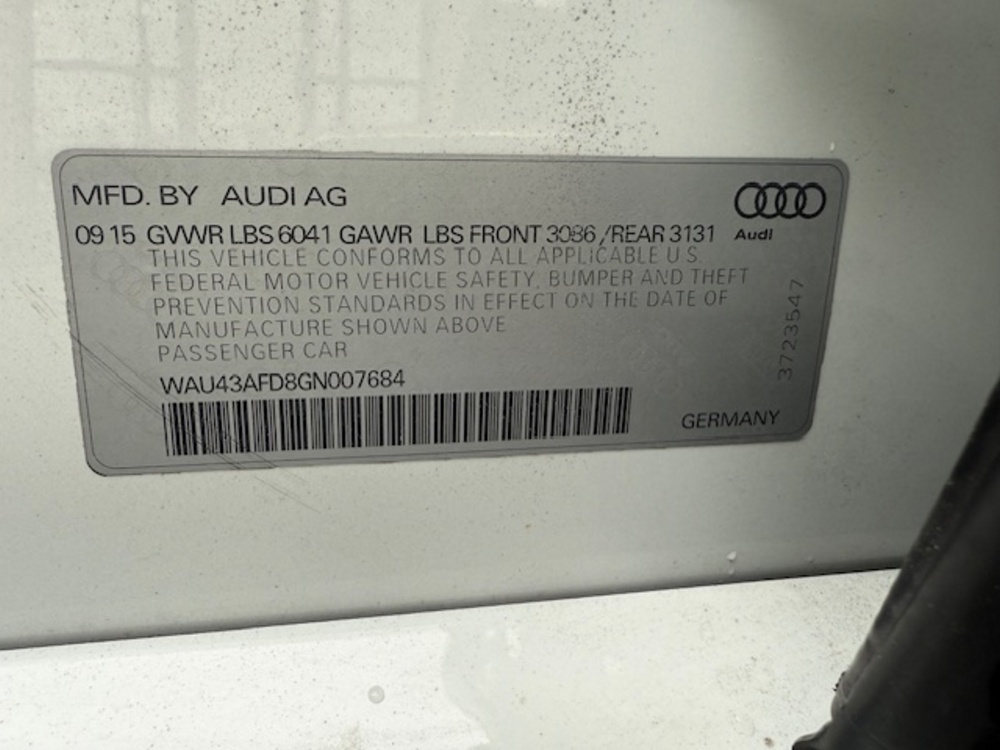 MFD. BY AUDI AG
09 15 GVWR LBS 6041 GAWR LBS FRONT 3086 /REAR 3131
Audi
THIS VEHICLE CONFORMS TO ALL APPLICABLE U.S.
FEDERAL MOTOR VEHICLE SAFETY, BUMPER AND THEFT
PREVENTION STANDARDS IN EFFECT ON THE DATE OF
MANUFACTURE SHOWN ABOVE
PASSENGER CAR
3723547
WAU43AFD8GN007684
GERMANY